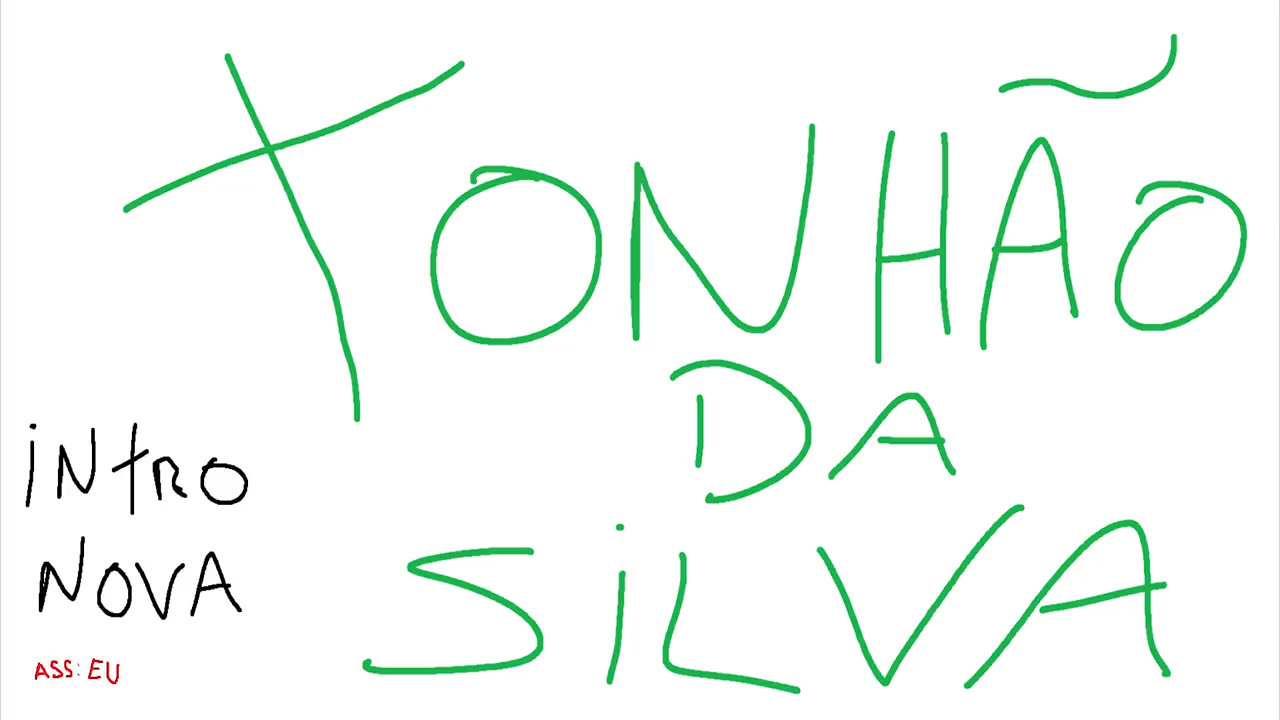 TONHÃO
DA
SiLVA
iNtRO
NOVA
ASS: EU